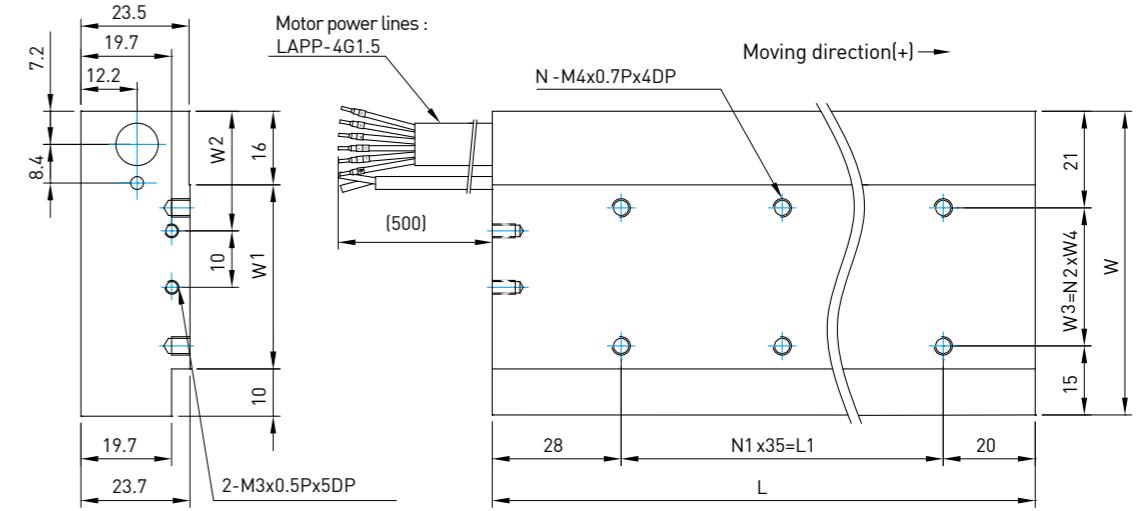 23.5
19.7
12.2
7.2
8.4
W2
16
10
W1
10
19.7
23.7
2-M3x0.5Px5DP
Motor power lines :
LAPP-4G1.5
(500)
N -M4x0.7Px4DP
Moving direction(+)
21
W3=N2xW4
W
15
28
N1x35=L1
20
L